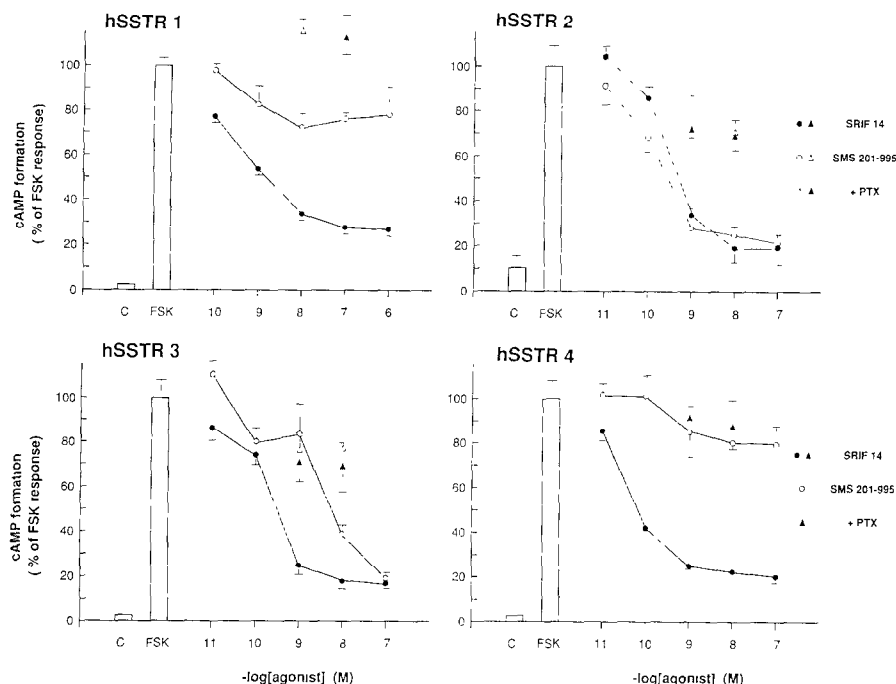 hSSTR 1
cAMP formation
( % of FSK response)
100
80
60
40
20
0
C FSK 10 9 8 7 6
hSSTR 2
100
80
60
40
20
0
C FSK 11 10 9 8 7
SRIF 14
SMS 201-995
+ PTX
hSSTR 3
cAMP formation
( % of FSK response)
100
80
60
40
20
0
C FSK 11 10 9 8 7
-log[agonist] (M)
hSSTR 4
100
80
60
40
20
0
C FSK 11 10 9 8 7
-log[agonist] (M)
SRIF 14
SMS 201-995
+ PTX